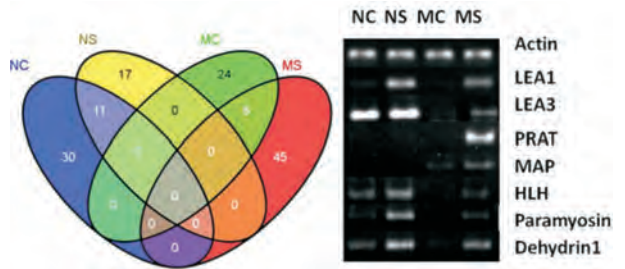 NC
NS
MC
MS
17
24
11
0
30
0
45
0
0
0
0
0
0
NC NS MC MS
Actin
LEA1
LEA3
PRAT
MAP
HLH
Paramyosin
Dehydrin1